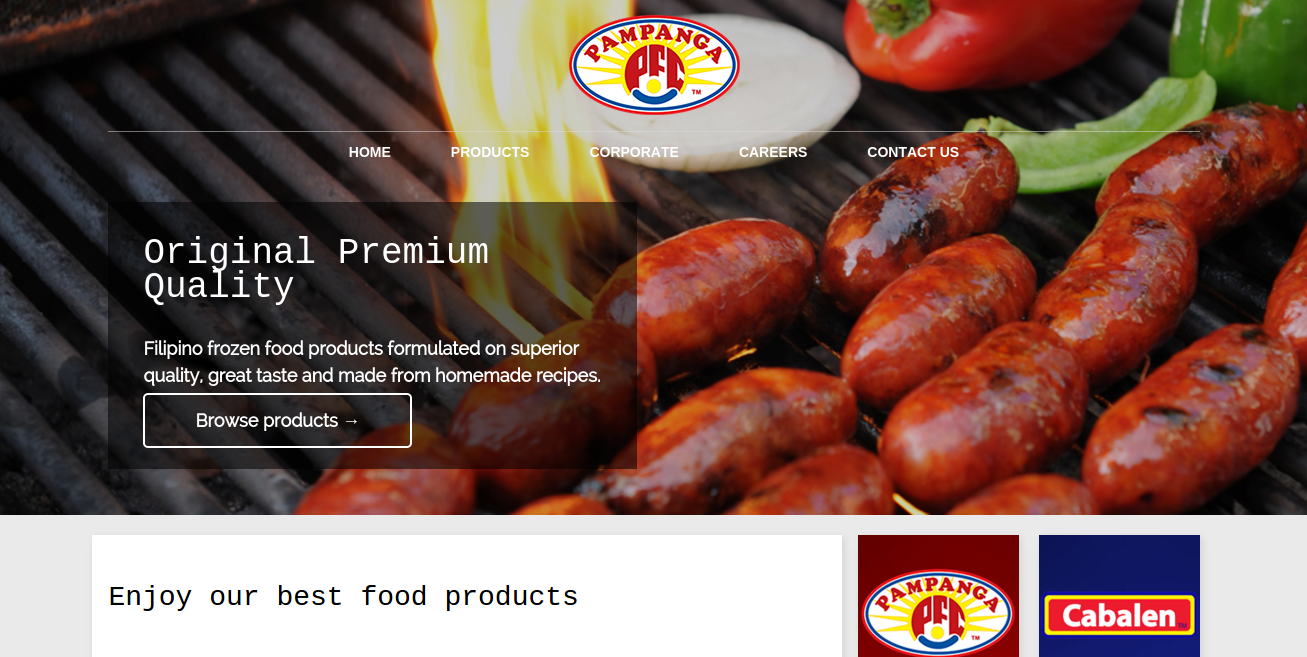 PAMPANGA
PFC
TM
HOME PRODUCTS CORPORATE CAREERS CONTACT US
Original Premium
Quality
Filipino frozen food products formulated on superior
quality, great taste and made from homemade recipes.
Browse products →
Enjoy our best food products
PAMPANGA
PFC
TM
Cabalen
TM